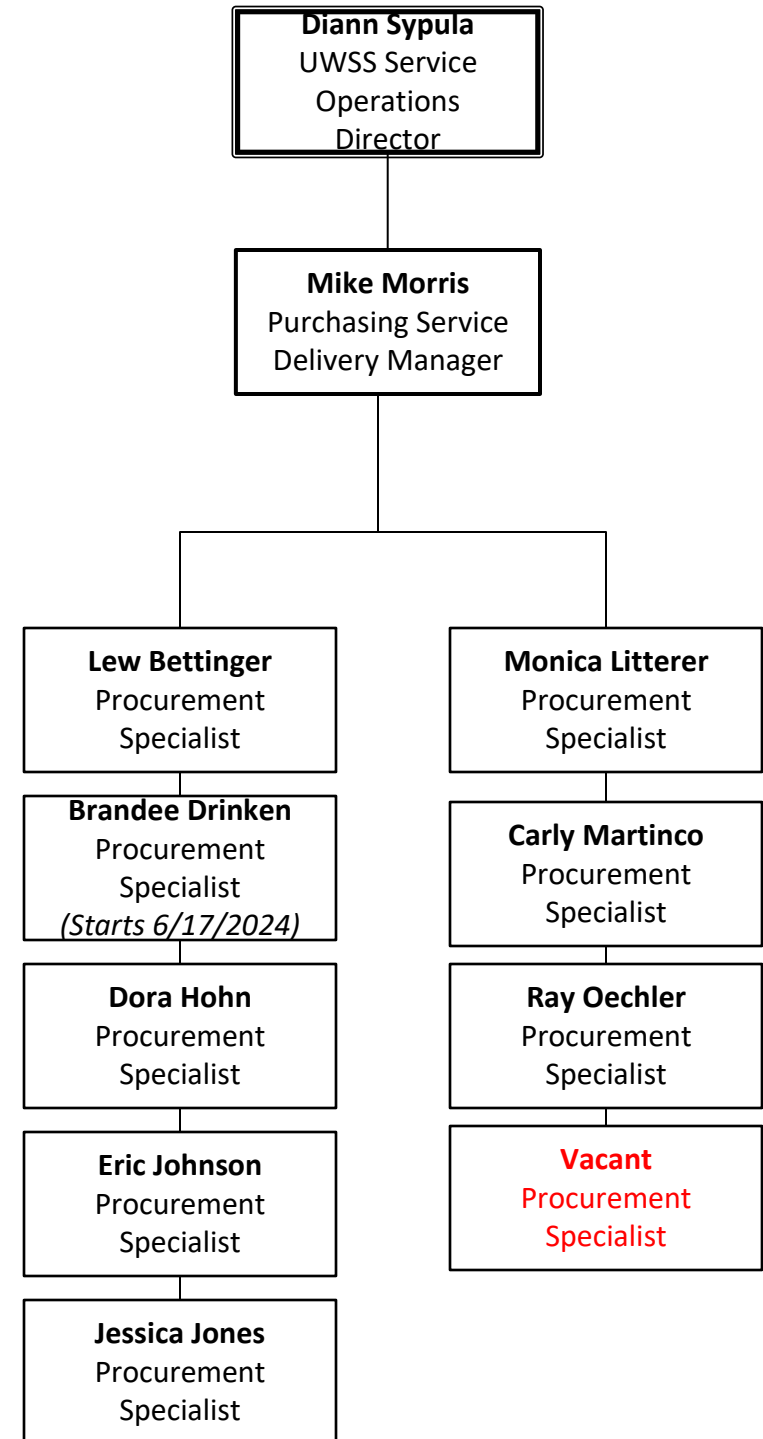 Diann Sypula
UWSS Service
Operations
Director
Mike Morris
Purchasing Service
Delivery Manager
Lew Bettinger
Procurement
Specialist
Brandee Drinken
Procurement
Specialist
(Starts 6/17/2024)
Dora Hohn
Procurement
Specialist
Eric Johnson
Procurement
Specialist
Jessica Jones
Procurement
Specialist
Monica Litterer
Procurement
Specialist
Carly Martinco
Procurement
Specialist
Ray Oechler
Procurement
Specialist
Vacant
Procurement
Specialist